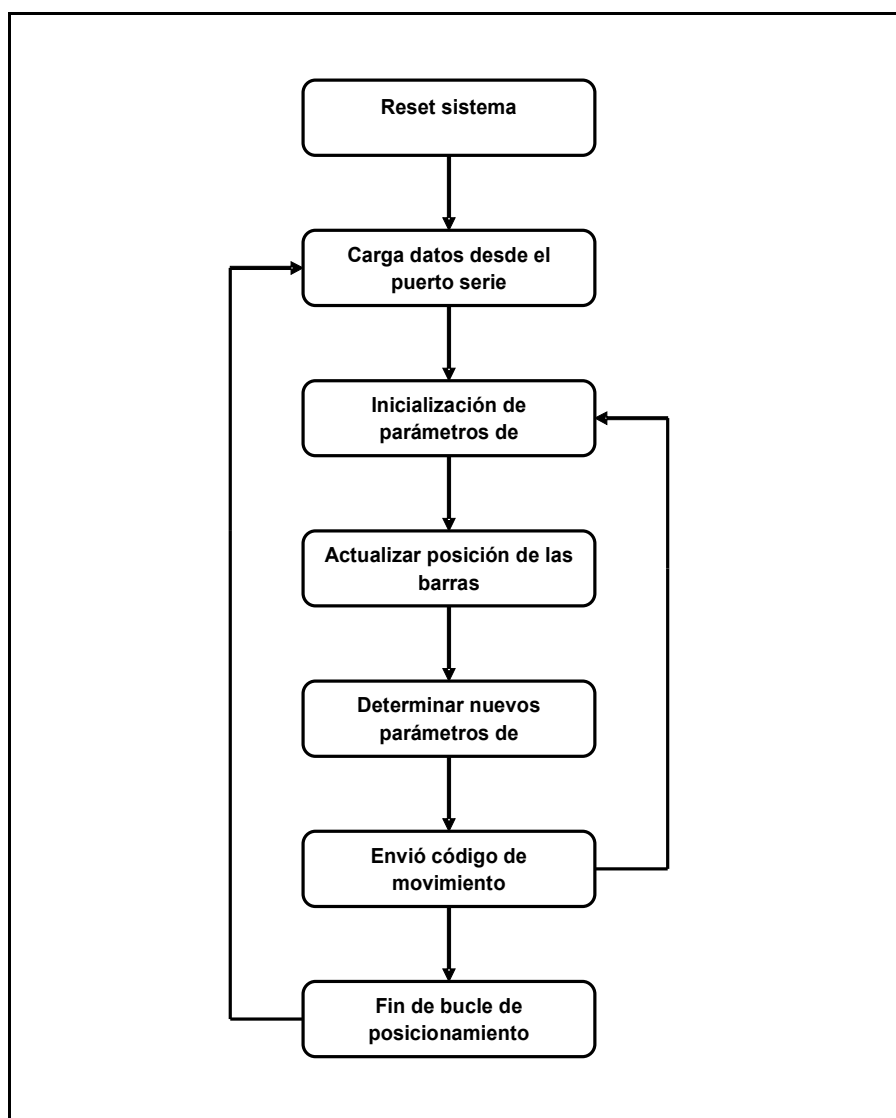 Reset sistema
Carga datos desde el
puerto serie
Inicialización de
parámetros de
Actualizar posición de las
barras
Determinar nuevos
parámetros de
Envió código de
movimiento
Fin de bucle de
posicionamiento